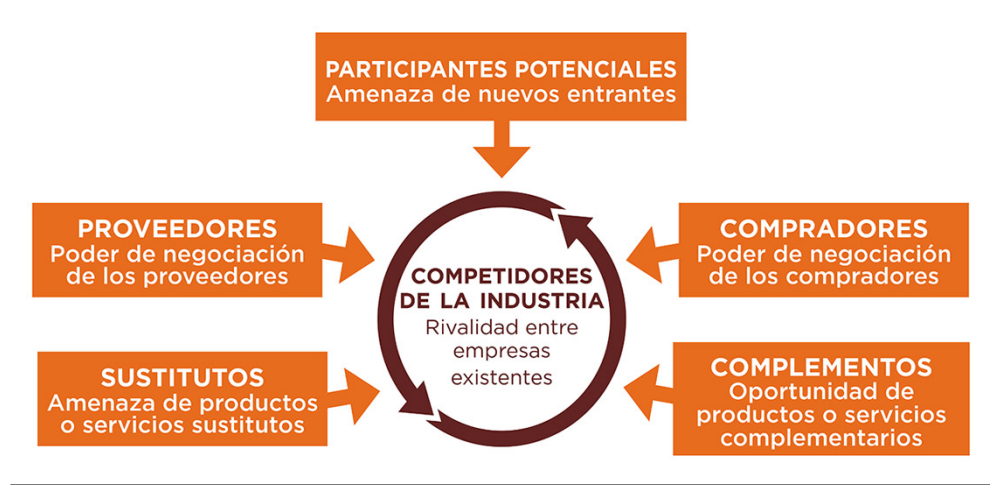 PARTICIPANTES POTENCIALES
Amenaza de nuevos entrantes
PROVEEDORES
Poder de negociación
de los proveedores
COMPRADORES
Poder de negociación
de los compradores
COMPETIDORES
DE LA INDUSTRIA
Rivalidad entre
empresas
existentes
SUSTITUTOS
Amenaza de productos
o servicios sustitutos
COMPLEMENTOS
Oportunidad de
productos o servicios
complementarios